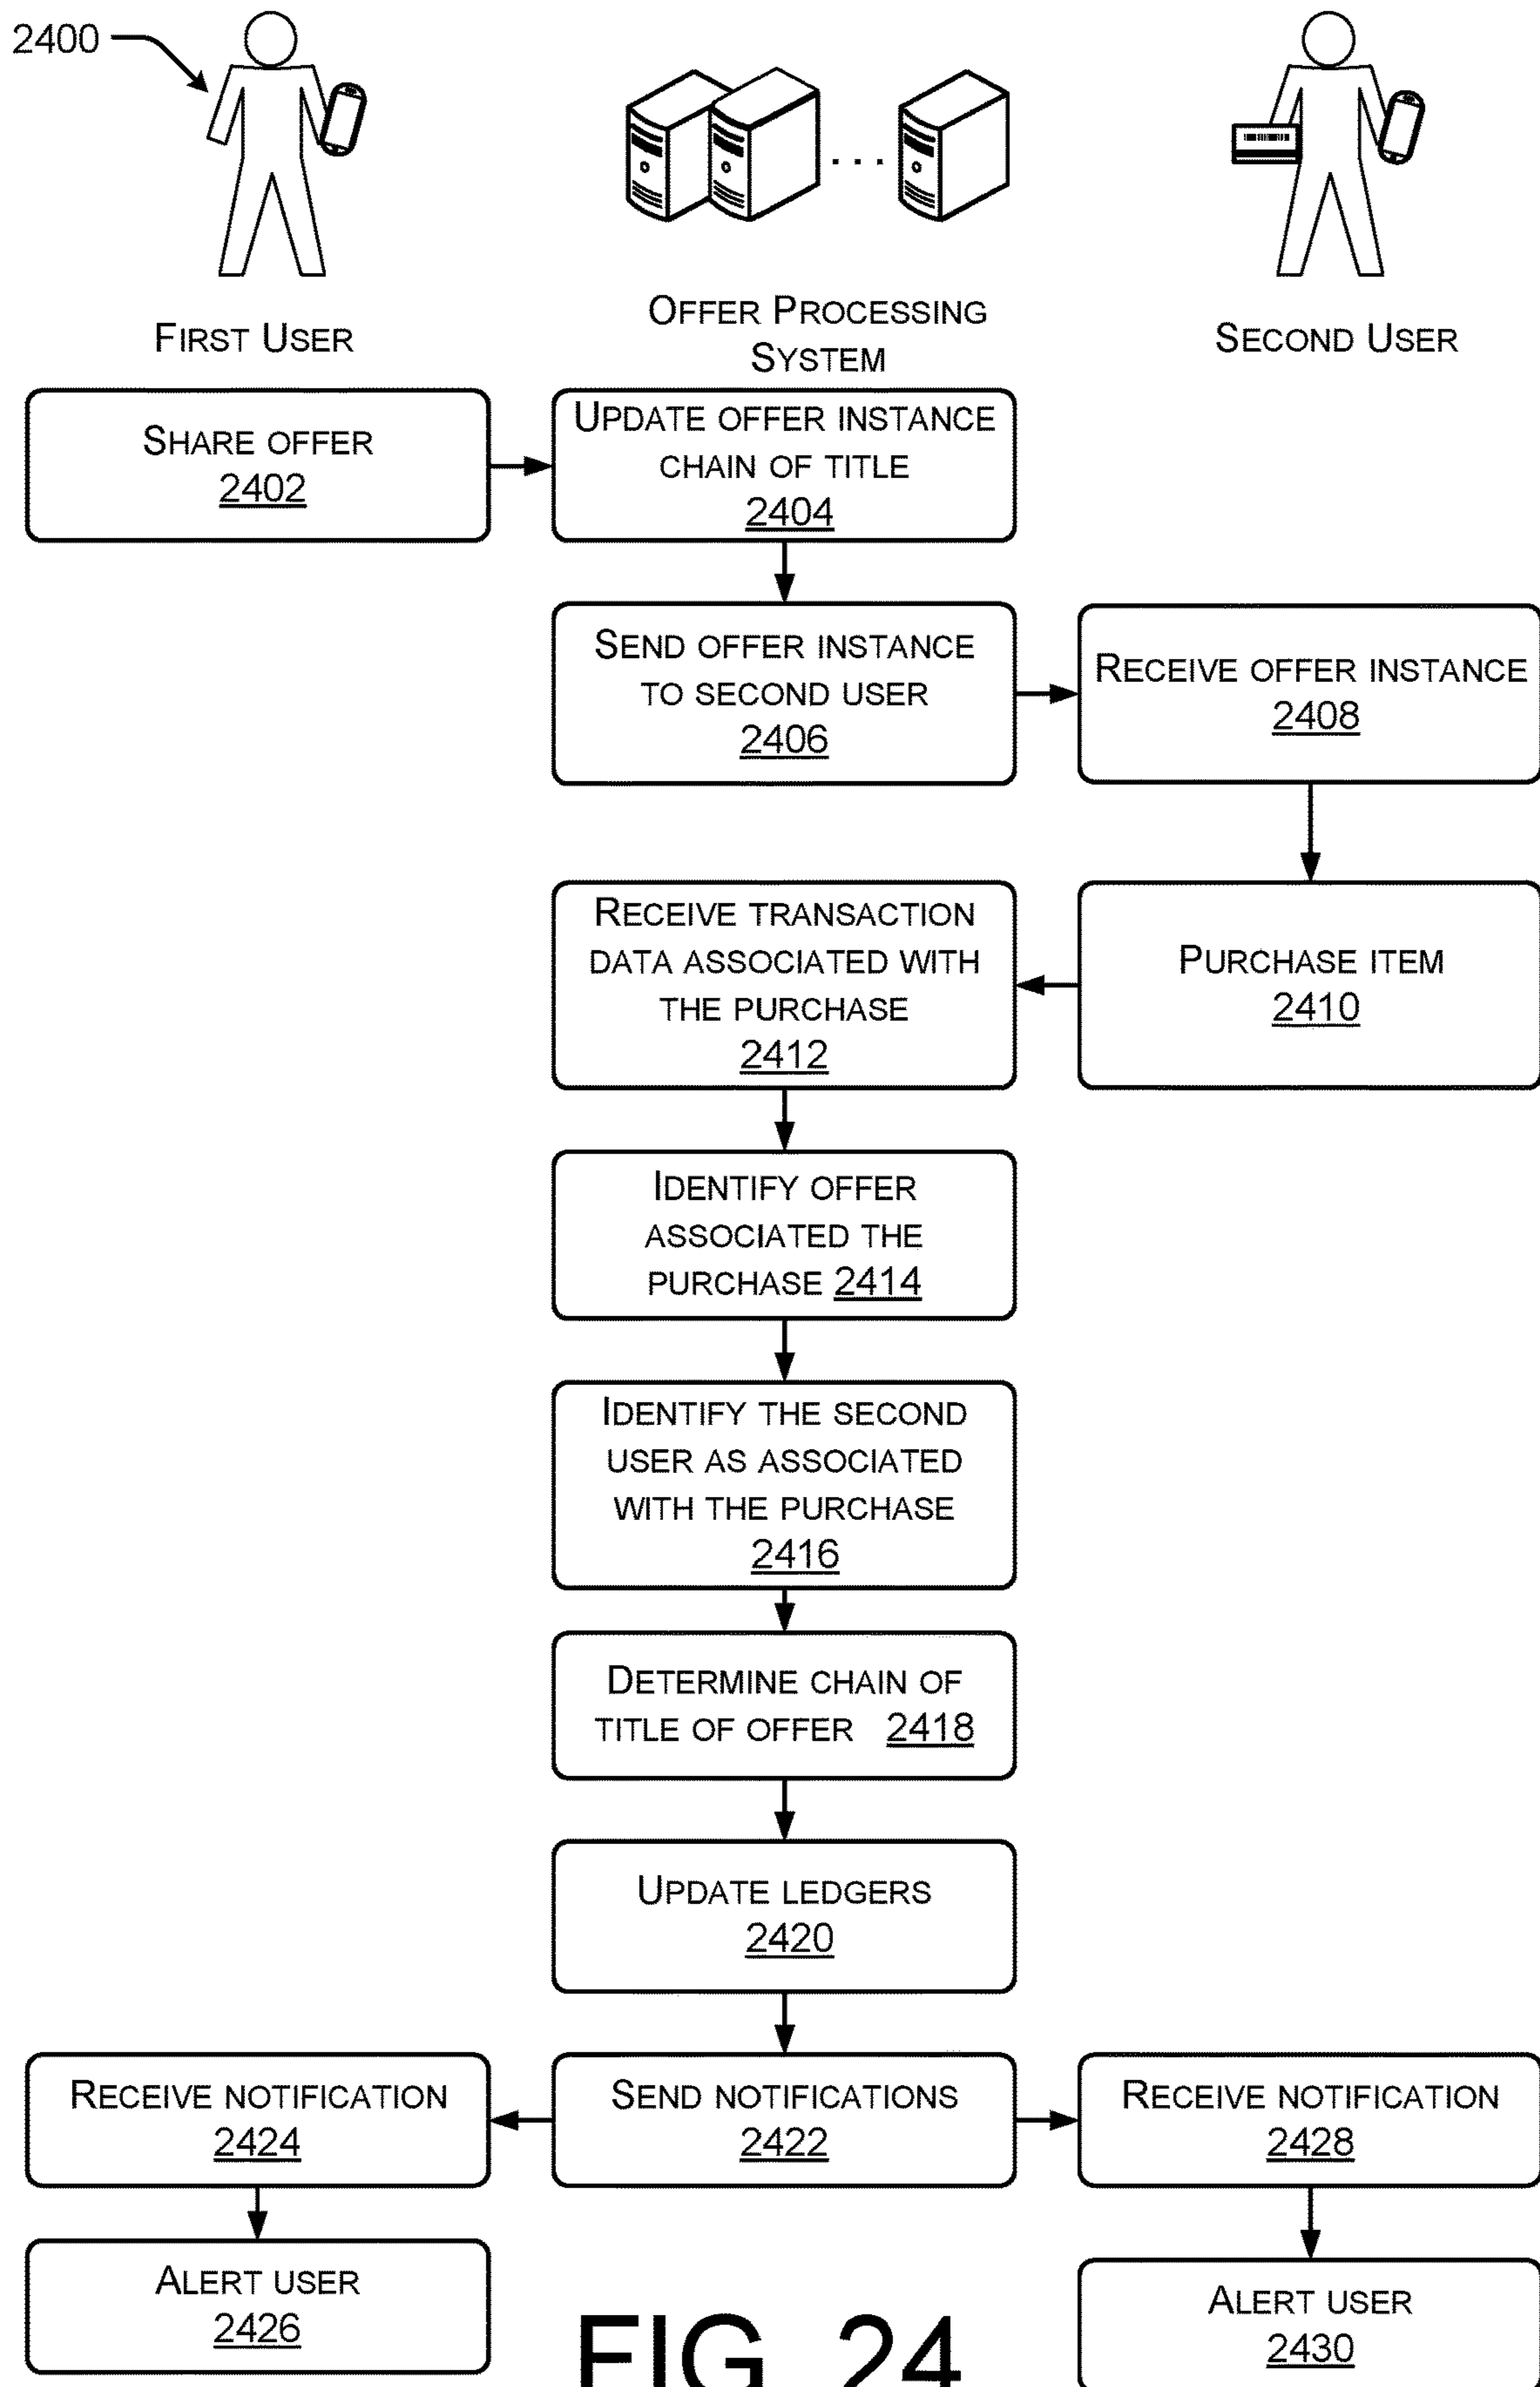 2400
First User
Offer Processing
System
Second User
Share offer
2402
Update offer instance
chain of title
2404
Send offer instance
to second user
2406
Receive offer instance
2408
Receive transaction
data associated with
the purchase
2412
Purchase item
2410
Identify offer
associated the
purchase 2414
Identify the second
user as associated
with the purchase
2416
Determine chain of
title of offer 2418
Update ledgers
2420
Receive notification
2424
Send notifications
2422
Receive notification
2428
Alert user
2426
Alert user
2430
FIG. 24